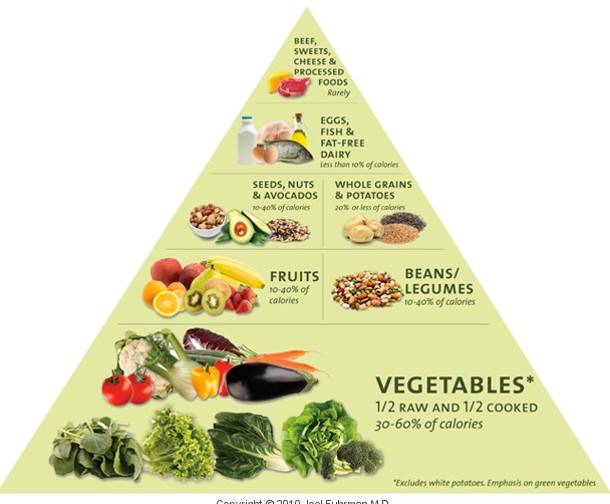 BEEF,
SWEETS,
CHEESE &
PROCESSED
FOODS
Rarely
EGGS,
FISH &
FAT-FREE
DAIRY
Less than 10% of calories
SEEDS, NUTS
& AVOCADOS
10-40% of calories
WHOLE GRAINS
& POTATOES
20% or less of calories
FRUITS
10-40% of
calories
BEANS/
LEGUMES
10-40% of calories
VEGETABLES*
1/2 RAW AND 1/2 COOKED
30-60% of calories
*Excludes white potatoes. Emphasis on green vegetables
Copyright © 2010 Joel Fuhrman M.D.